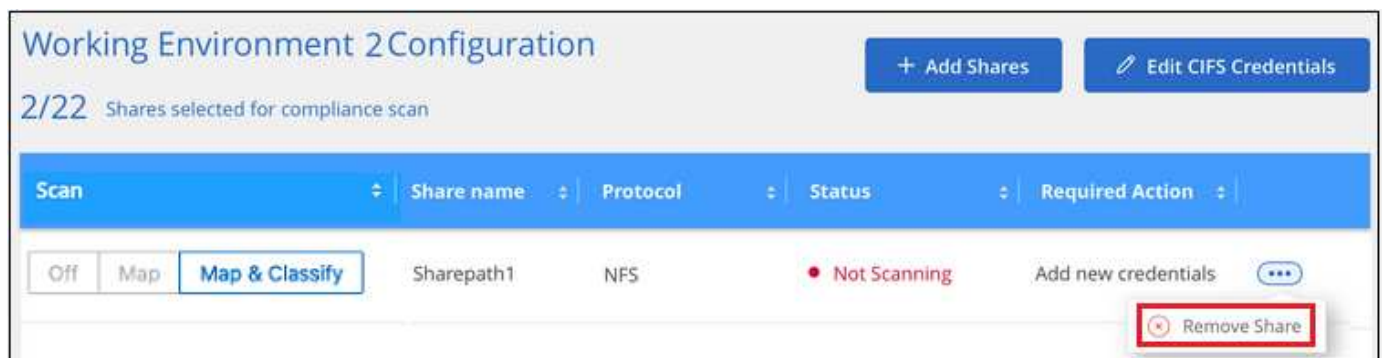 Working Environment 2 Configuration
+ Add Shares
Edit CIFS Credentials
2/22 Shares selected for compliance scan
Scan Share name Protocol Status Required Action
Off Map Map & Classify Sharepath1 NFS Not Scanning Add new credentials
Remove Share